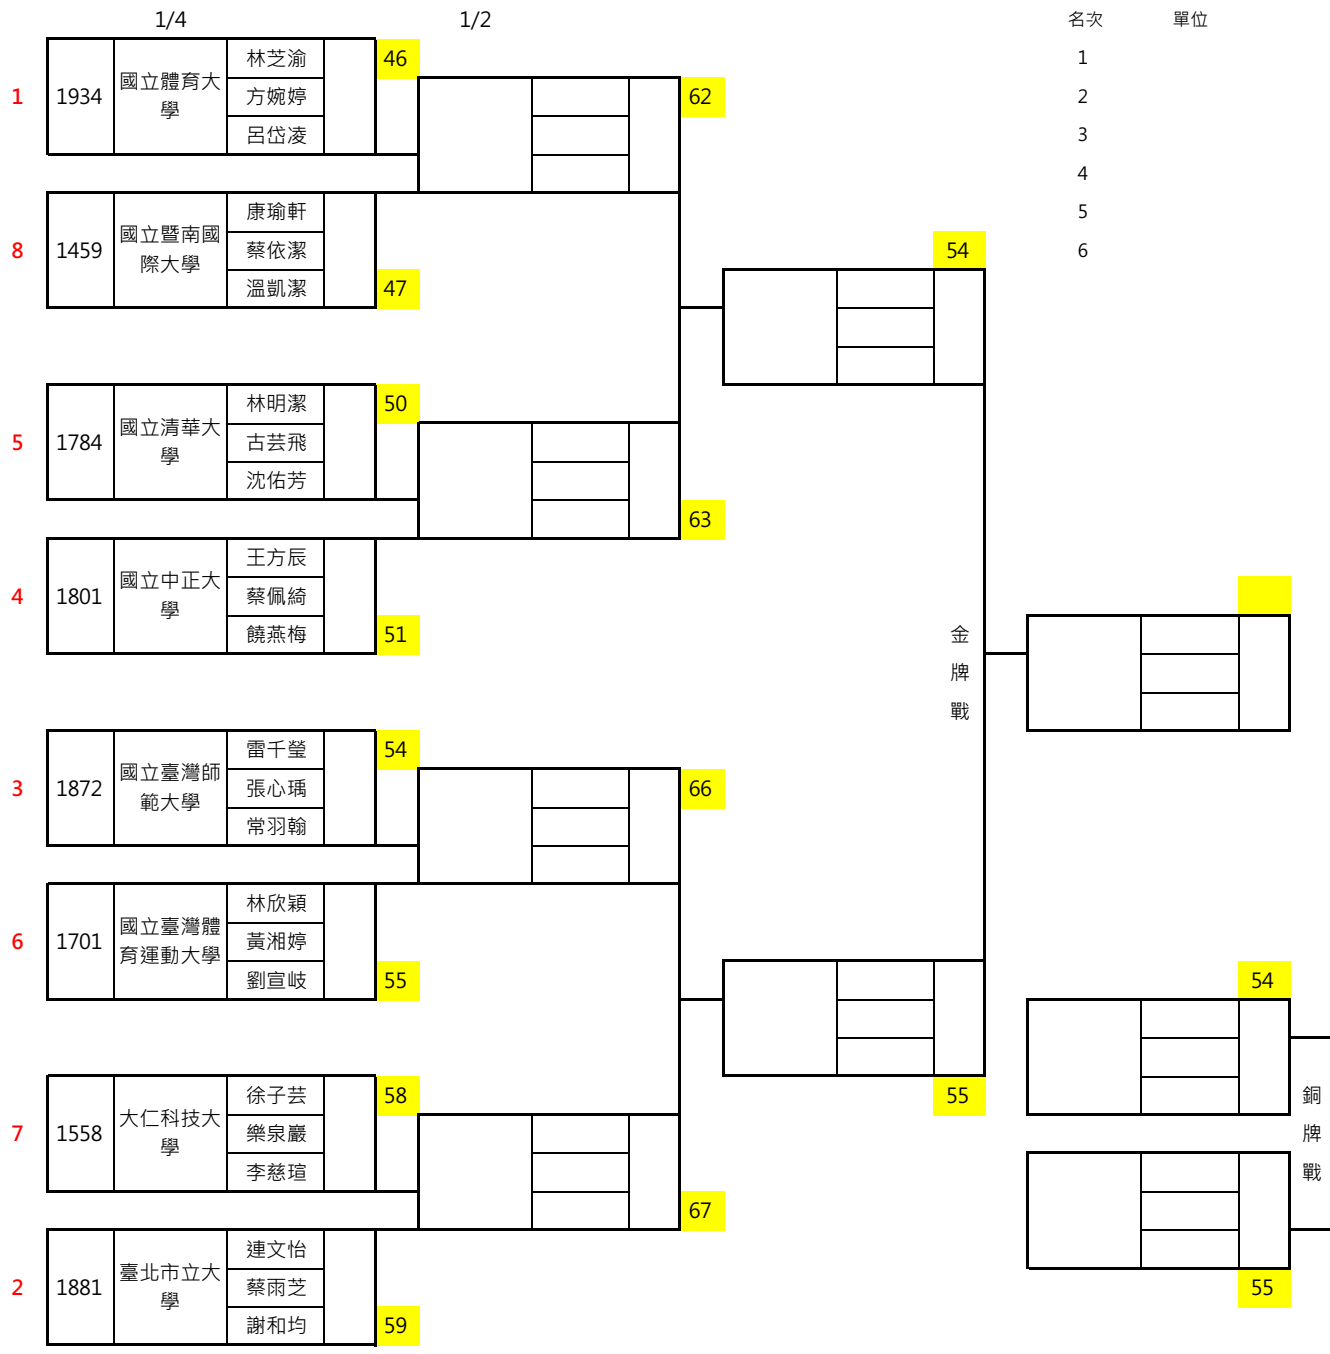 1/4
1/2
名次
單位
林芝渝
46
1
1
1934
國立體育大
學
方婉婷
62
2
呂岱凌
3
4
康瑜軒
5
8
1459
國立暨南國
際大學
蔡依潔
54
6
溫凱潔
47
林明潔
50
5
1784
國立清華大
學
古芸飛
沈佑芳
63
王方辰
4
1801
國立中正大
學
蔡佩綺
饒燕梅
51
金
牌
戰
雷千瑩
54
3
1872
國立臺灣師
範大學
張心瑀
66
常羽翰
林欣穎
6
1701
國立臺灣體
育運動大學
黃湘婷
劉宣岐
55
54
徐子芸
58
55
銅
牌
戰
7
1558
大仁科技大
學
樂泉巖
李慈瑄
67
連文怡
2
1881
臺北市立大
學
蔡雨芝
55
謝和均
59